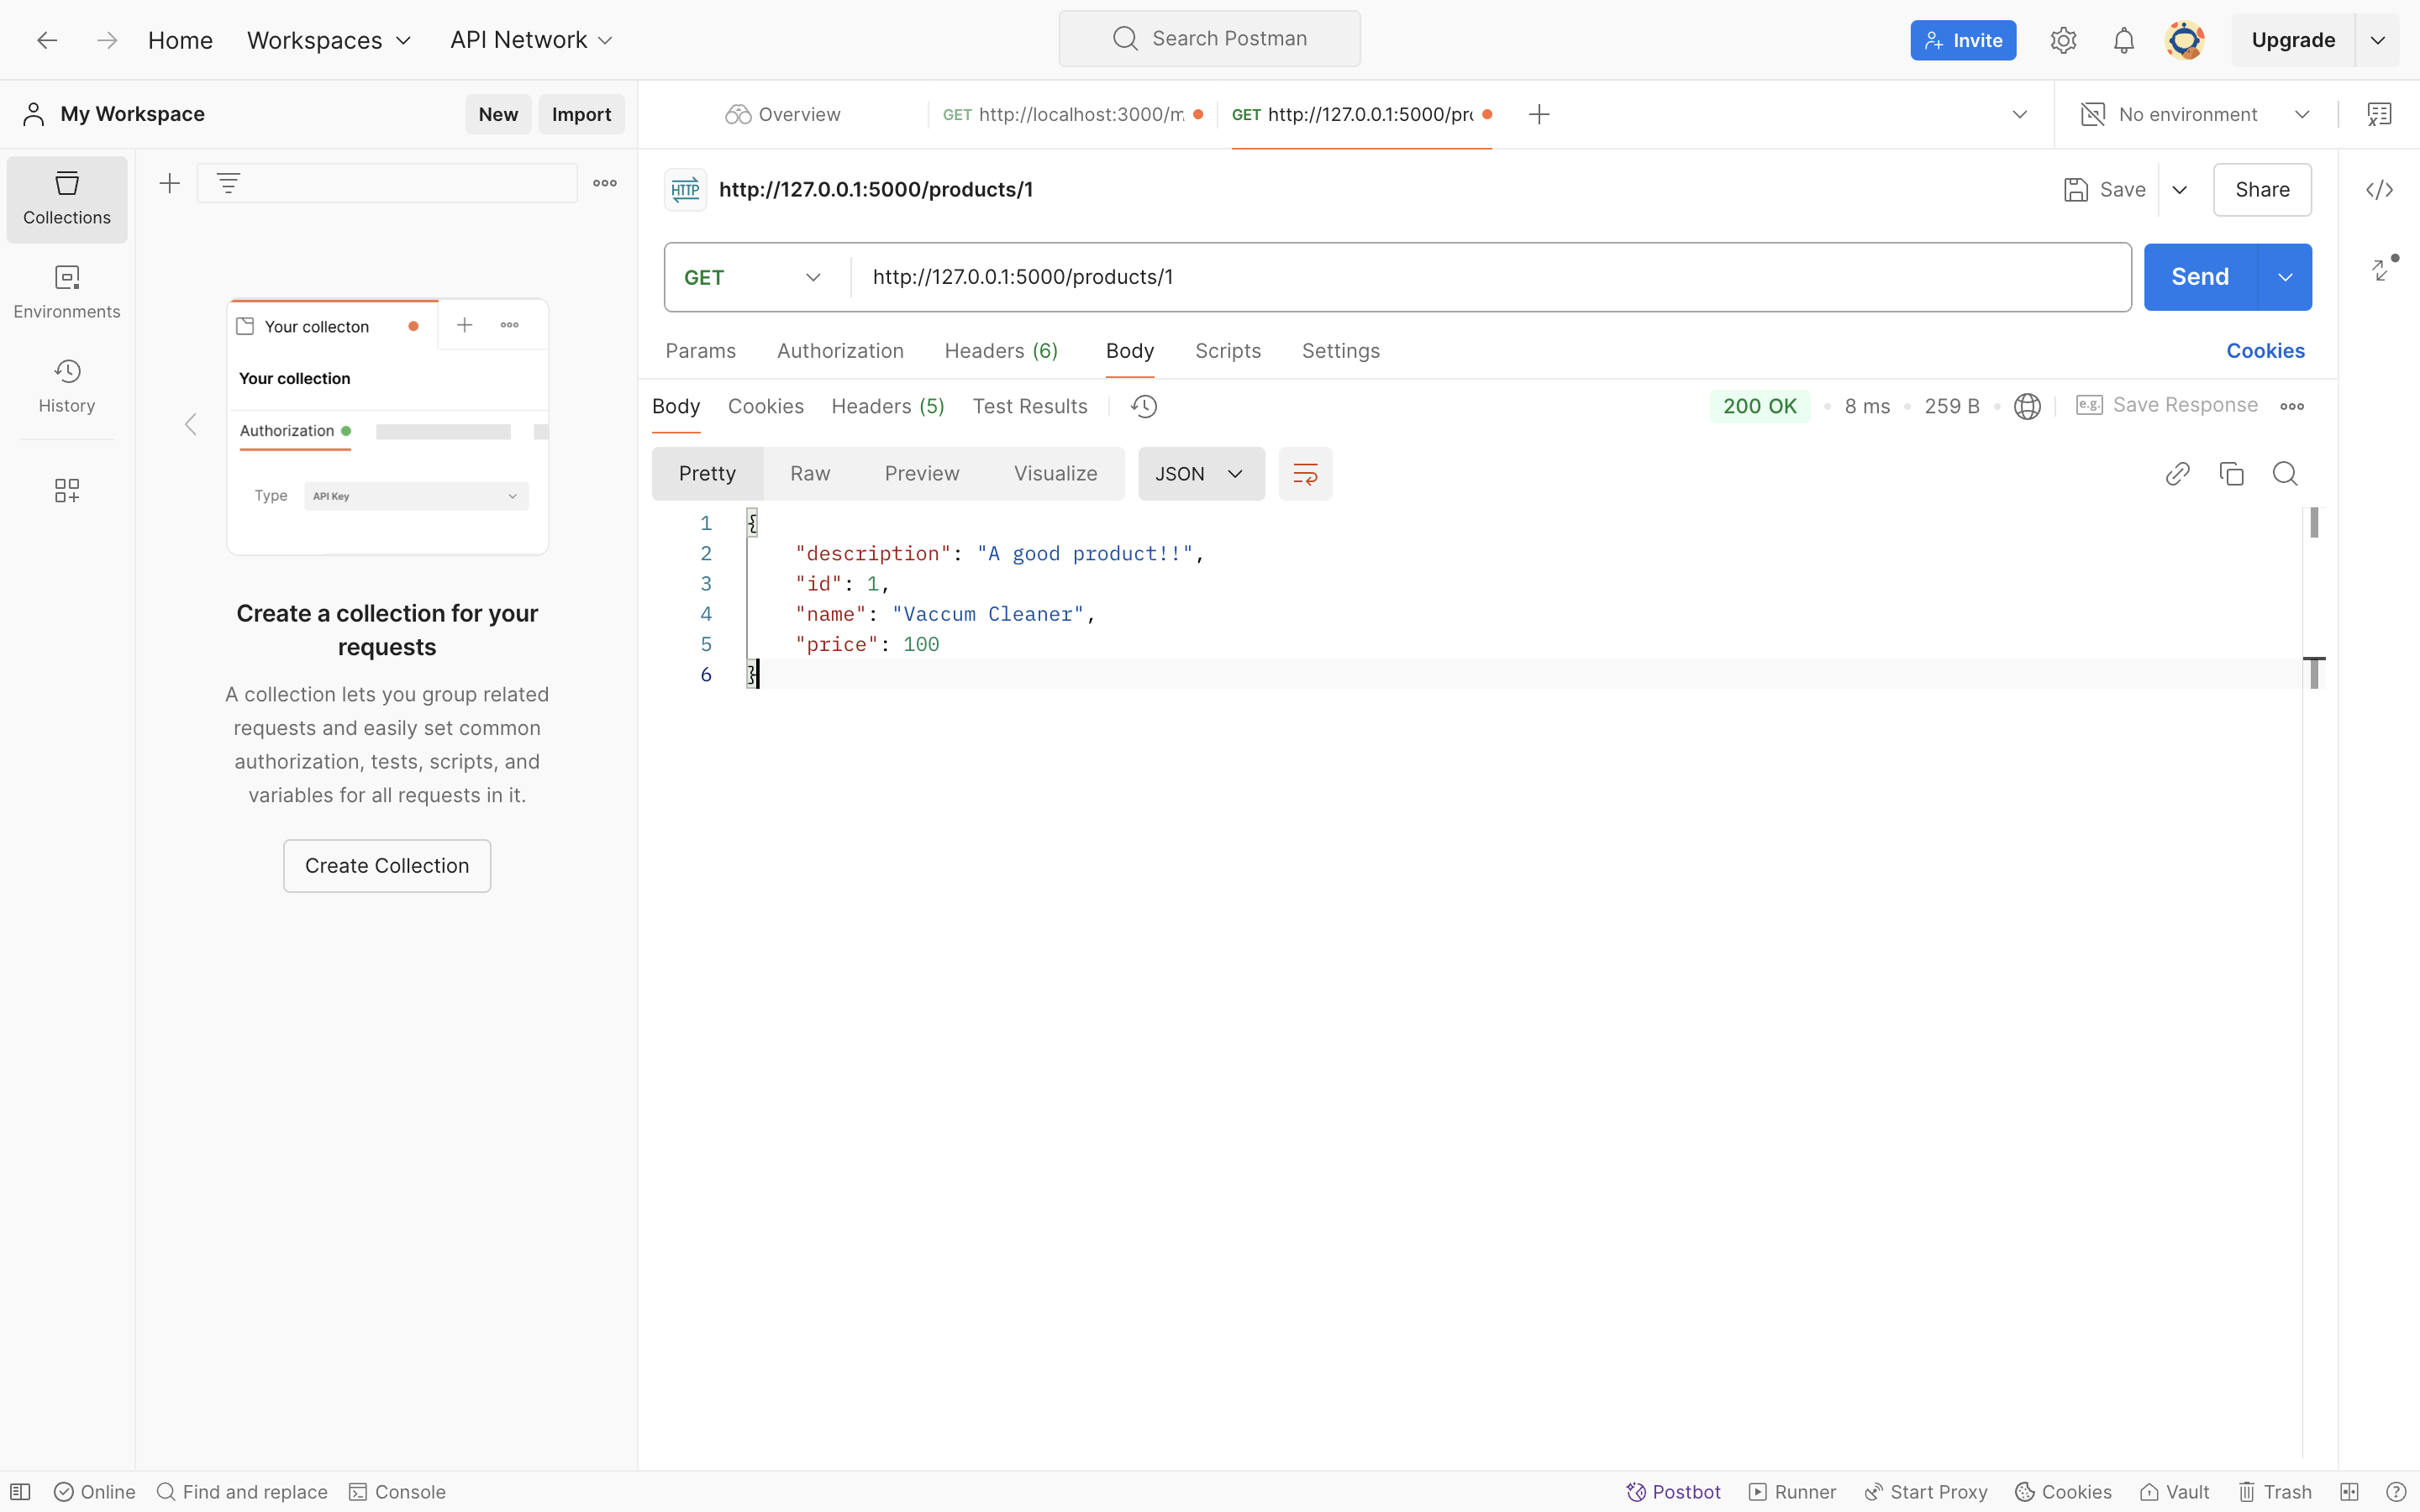 Home Workspaces API Network Search Postman Invite Upgrade
My Workspace New Import Overview GET http://localhost:3000/m GET http://127.0.0.1:5000/pr No environment
Collections
Environments
History
Your collecton
Your collection
Authorization
Type API Key
Create a collection for your
requests
A collection lets you group related
requests and easily set common
authorization, tests, scripts, and
variables for all requests in it.
Create Collection
HTTP http://127.0.0.1:5000/products/1 Save Share
GET http://127.0.0.1:5000/products/1 Send
Params Authorization Headers (6) Body Scripts Settings Cookies
Body Cookies Headers (5) Test Results 200 OK 8 ms 259 B e.g. Save Response
Pretty Raw Preview Visualize JSON
1 {
2 "description": "A good product!!",
3 "id": 1,
4 "name": "Vaccum Cleaner",
5 "price": 100
6 }
Online Find and replace Console Postbot Runner Start Proxy Cookies Vault Trash